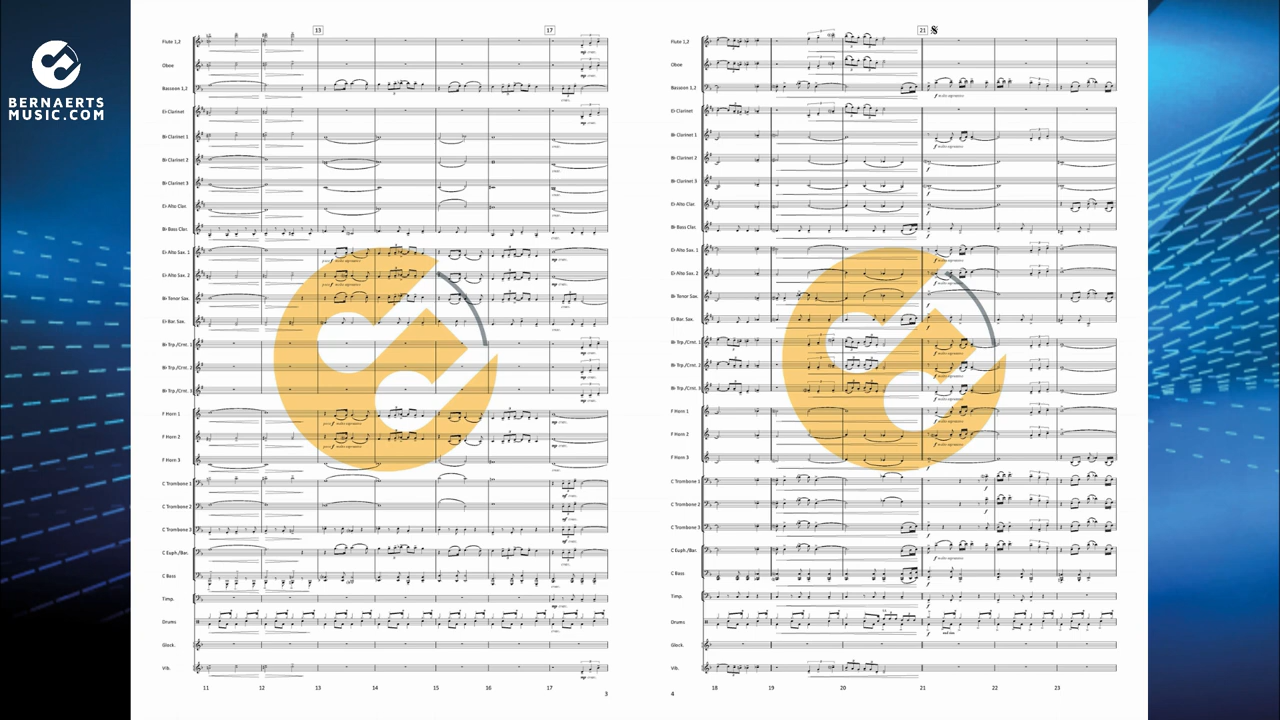 BERNAERTS
MUSIC.COM
13
17
Flute 1,2
Oboe
Bassoon 1,2
E♭ Clarinet
B♭ Clarinet 1
B♭ Clarinet 2
B♭ Clarinet 3
E♭ Alto Clar.
B♭ Bass Clar.
E♭ Alto Sax. 1
E♭ Alto Sax. 2
B♭ Tenor Sax.
E♭ Bar. Sax.
B♭ Trp./Crnt. 1
B♭ Trp./Crnt. 2
B♭ Trp./Crnt. 3
F Horn 1
F Horn 2
F Horn 3
C Trombone 1
C Trombone 2
C Trombone 3
C Euph./Bar.
C Bass
Timp.
Drums
Glock.
Vib.
11 12 13 14 15 16 17
3
21
Flute 1,2
Oboe
Bassoon 1,2
E♭ Clarinet
B♭ Clarinet 1
B♭ Clarinet 2
B♭ Clarinet 3
E♭ Alto Clar.
B♭ Bass Clar.
E♭ Alto Sax. 1
E♭ Alto Sax. 2
B♭ Tenor Sax.
E♭ Bar. Sax.
B♭ Trp./Crnt. 1
B♭ Trp./Crnt. 2
B♭ Trp./Crnt. 3
F Horn 1
F Horn 2
F Horn 3
C Trombone 1
C Trombone 2
C Trombone 3
C Euph./Bar.
C Bass
Timp.
Drums
Glock.
Vib.
18 19 20 21 22 23
4